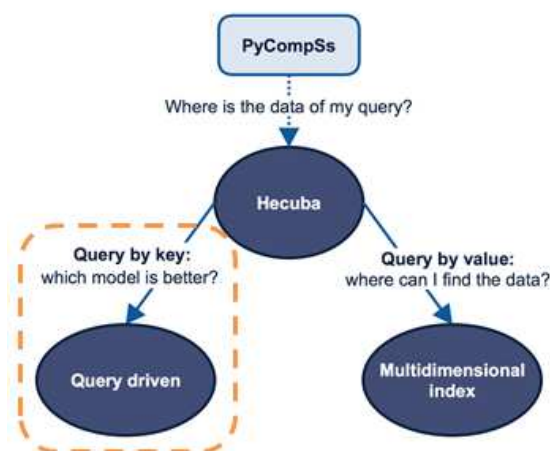 PyCompSs
Where is the data of my query?
Hecuba
Query by key:
which model is better?
Query by value:
where can I find the data?
Query driven
Multidimensional
index